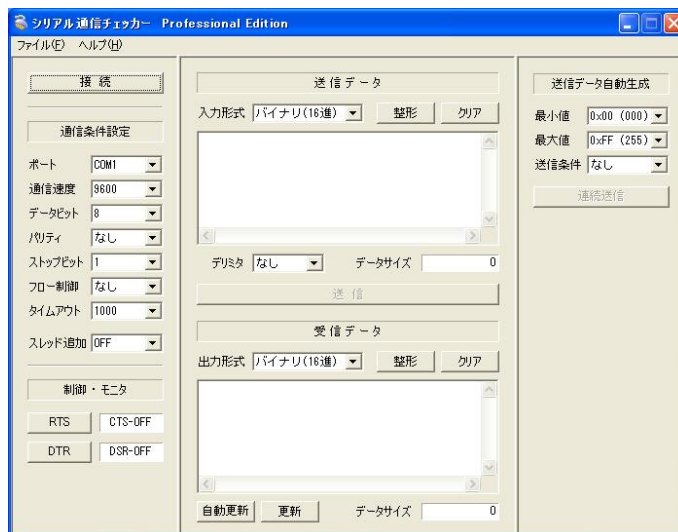 シリアル通信チェッカー Professional Edition
ファイル(F) ヘルプ(H)
接 続
通信条件設定
ポート COM1
通信速度 9600
データビット 8
パリティ なし
ストップビット 1
フロー制御 なし
タイムアウト 1000
スレッド追加 OFF
制御・モニタ
RTS CTS-OFF
DTR DSR-OFF
送信データ
入力形式 バイナリ(16進) 整形 クリア
デリミタ なし データサイズ 0
送 信
受信データ
出力形式 バイナリ(16進) 整形 クリア
自動更新 更新 データサイズ 0
送信データ自動生成
最小値 0x00 (000)
最大値 0xFF (255)
送信条件 なし
連続送信